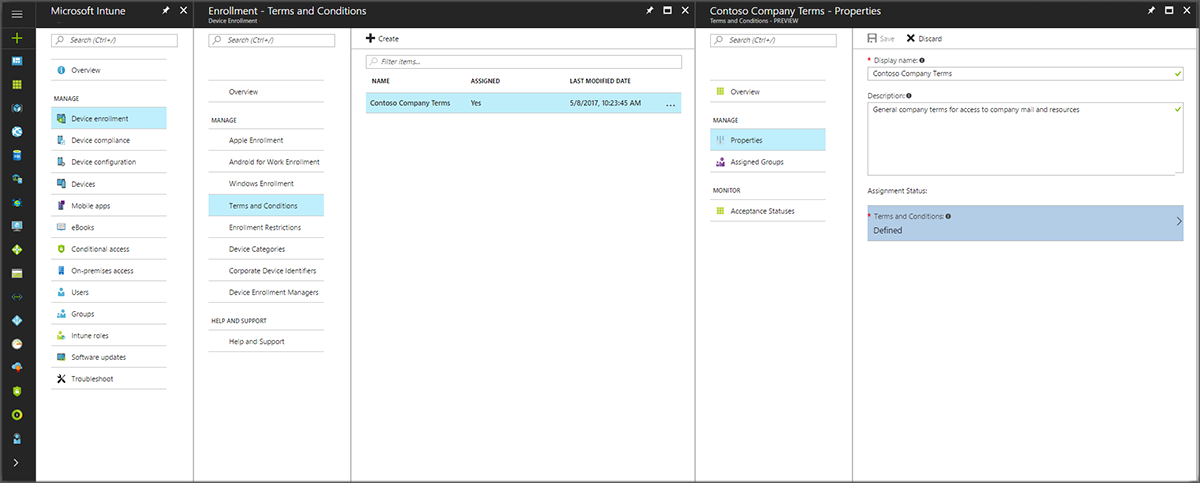 Microsoft Intune
Search (Ctrl+/)
Overview
MANAGE
Device enrollment
Device compliance
Device configuration
Devices
Mobile apps
eBooks
Conditional access
On-premises access
Users
Groups
Intune roles
Software updates
Troubleshoot
Enrollment - Terms and Conditions
Device Enrollment
Search (Ctrl+/)
Overview
MANAGE
Apple Enrollment
Android for Work Enrollment
Windows Enrollment
Terms and Conditions
Enrollment Restrictions
Device Categories
Corporate Device Identifiers
Device Enrollment Managers
HELP AND SUPPORT
Help and Support
Create
Filter items...
NAME ASSIGNED LAST MODIFIED DATE
Contoso Company Terms Yes 5/8/2017, 10:23:45 AM ...
Contoso Company Terms - Properties
Terms and Conditions - PREVIEW
Search (Ctrl+/)
Overview
MANAGE
Properties
Assigned Groups
MONITOR
Acceptance Statuses
Save Discard
* Display name:
Contoso Company Terms
Description:
General company terms for access to company mail and resources
Assignment Status:
* Terms and Conditions:
Defined